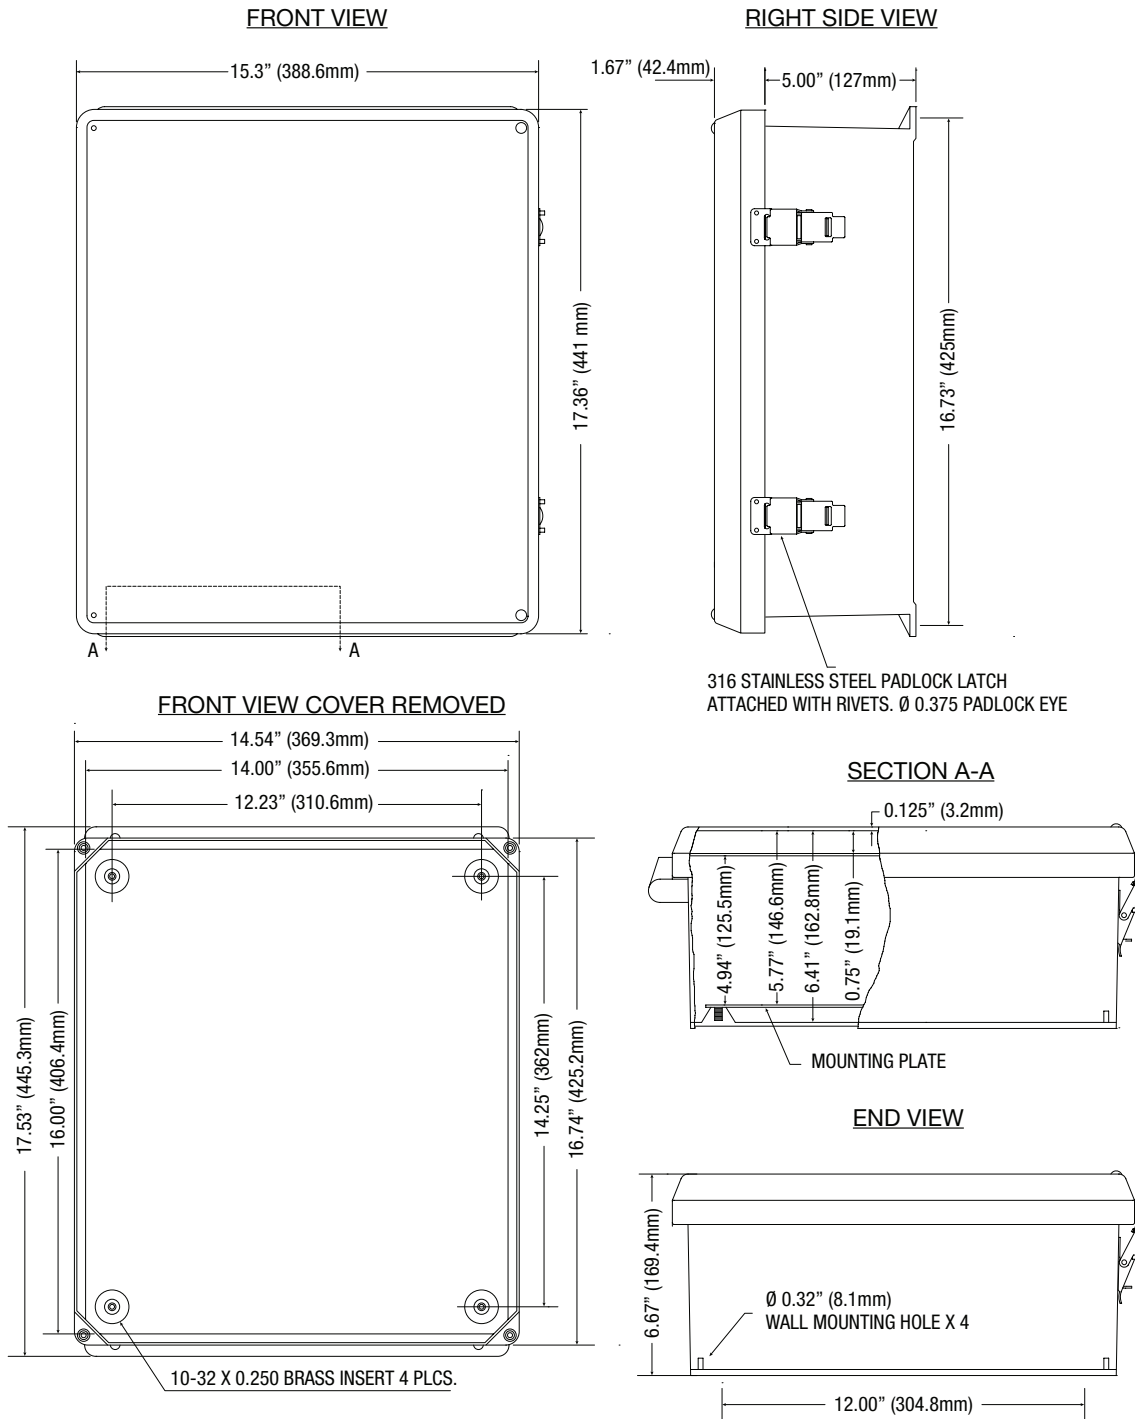 FRONT VIEW
15.3” (388.6mm)
17.36” (441 mm)
A
A
RIGHT SIDE VIEW
1.67” (42.4mm)
5.00” (127mm)
16.73” (425mm)
316 STAINLESS STEEL PADLOCK LATCH
ATTACHED WITH RIVETS. Ø 0.375 PADLOCK EYE
FRONT VIEW COVER REMOVED
14.54” (369.3mm)
14.00” (355.6mm)
12.23” (310.6mm)
17.53” (445.3mm)
16.00” (406.4mm)
14.25” (362mm)
16.74” (425.2mm)
10-32 X 0.250 BRASS INSERT 4 PLCS.
SECTION A-A
0.125” (3.2mm)
4.94” (125.5mm)
5.77” (146.6mm)
6.41” (162.8mm)
0.75” (19.1mm)
MOUNTING PLATE
END VIEW
6.67” (169.4mm)
Ø 0.32” (8.1mm)
WALL MOUNTING HOLE X 4
12.00” (304.8mm)